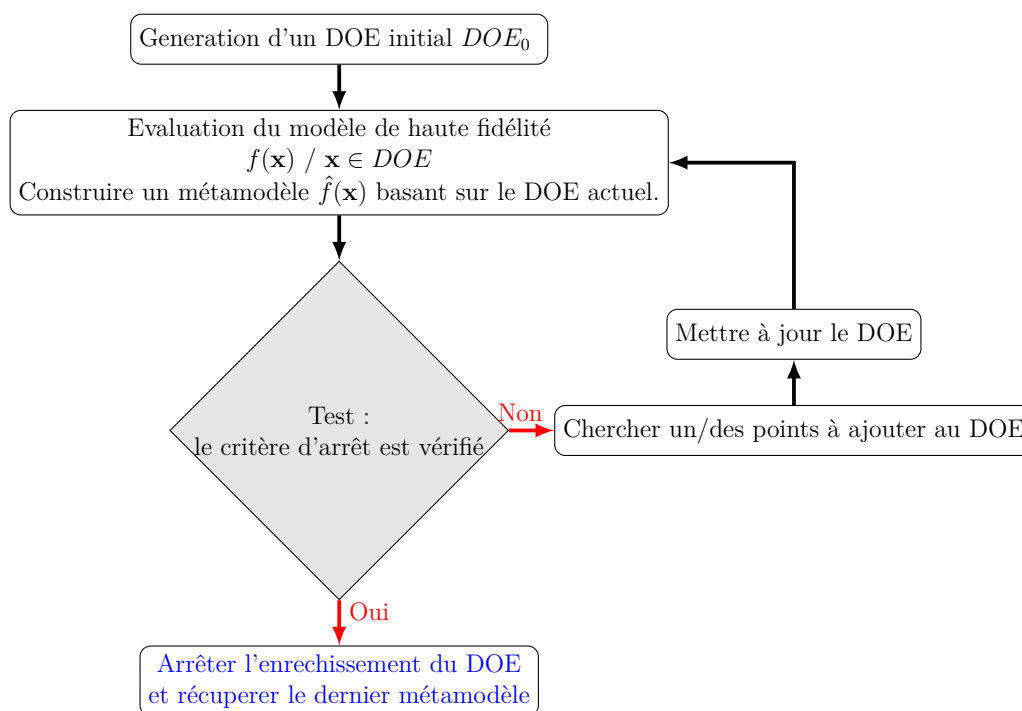 Generation d'un DOE initial $DOE_0$
Evaluation du modèle de haute fidélité
$f(\mathbf{x})$ / $\mathbf{x} \in DOE$
Construire un métamodèle $\hat{f}(\mathbf{x})$ basant sur le DOE actuel.
Mettre à jour le DOE
Test :
le critère d'arrêt est vérifié
Non
Chercher un/des points à ajouter au DOE
Oui
Arrêter l'enrechissement du DOE
et récuperer le dernier métamodèle